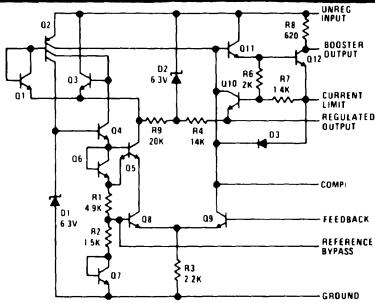 UNREG
INPUT
R8
620
BOOSTER
OUTPUT
Q2
Q11
Q12
D2
6 3V
Q3
Q1
R6
2K
R7
1 4K
Q10
CURRENT
LIMIT
REGULATED
OUTPUT
Q4
R9
20K
R4
14K
Q6
Q5
D3
COMP
D1
6 3V
R1
4.9K
Q8
Q9
FEEDBACK
R2
1 5K
REFERENCE
BYPASS
Q7
R3
2.2K
GROUND